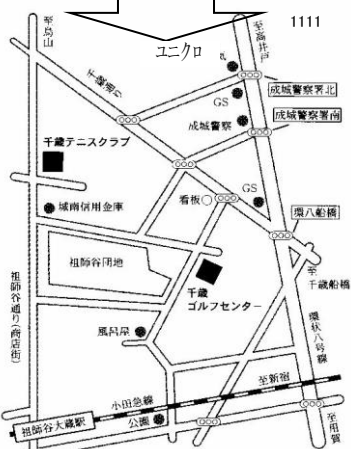 1111
ユニクロ
至烏山
至高井戸
千歳通り
GS
成城警察署北
成城警察
成城警察署南
千歳テニスクラブ
城南信用金庫
看板
GS
環八船橋
祖師谷団地
至千歳船橋
千歳
ゴルフセンター
祖師谷通り(商店街)
環状八号線
風呂屋
小田急線
至新宿
祖師谷大蔵駅
公園
至用賀